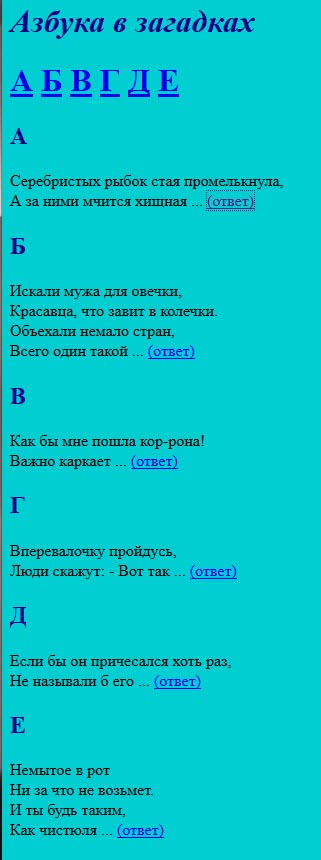 Азбука в загадках
А Б В Г Д Е
А
Серебристых рыбок стая промелькнула,
А за ними мчится хищная ... (ответ)
Б
Искали мужа для овечки,
Красавца, что завит в колечки.
Объехали немало стран,
Всего один такой ... (ответ)
В
Как бы мне пошла кор-рона!
Важно каркает ... (ответ)
Г
Вперевалочку пройдусь,
Люди скажут: - Вот так ... (ответ)
Д
Если бы он причесался хоть раз,
Не называли б его ... (ответ)
Е
Немытое в рот
Ни за что не возьмет.
И ты будь таким,
Как чистюля ... (ответ)